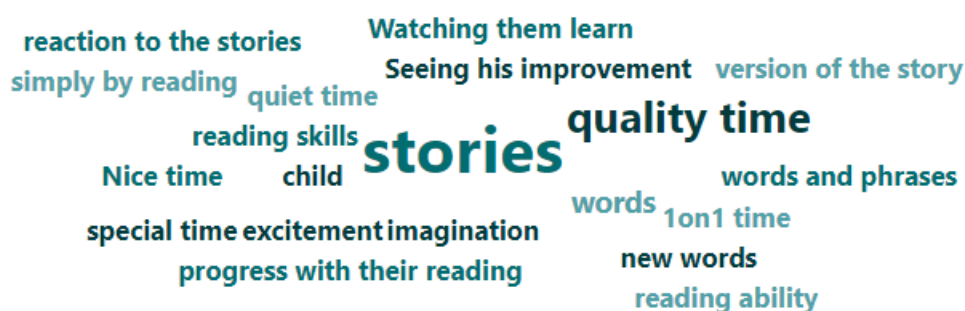 Watching them learn
reaction to the stories
Seeing his improvement
version of the story
simply by reading
quiet time
quality time
reading skills
stories
Nice time
child
words and phrases
words
1on1 time
special time
excitement
imagination
new words
progress with their reading
reading ability